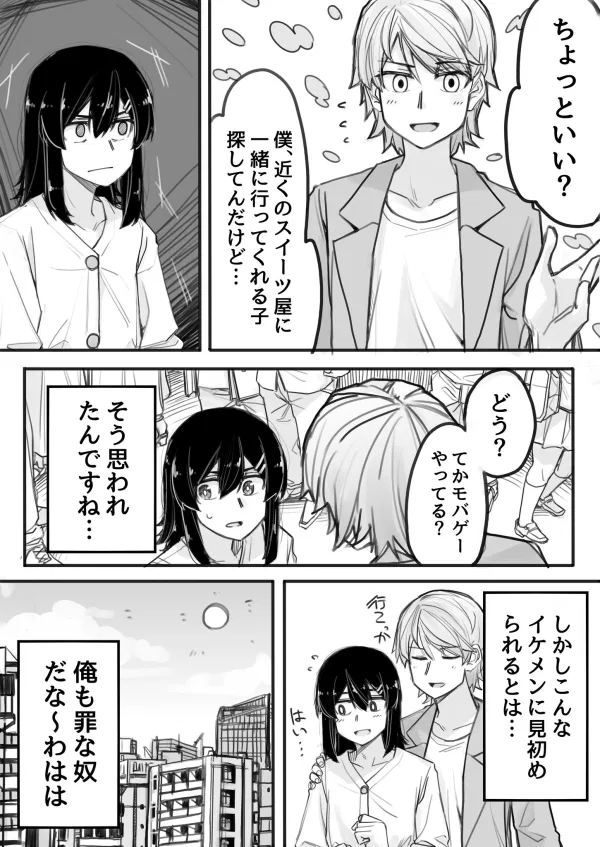 ちょっといい?
僕、近くのスイーツ屋に
一緒に行ってくれる子
探してんだけど…
どう?
てかモバゲー
やってる?
そう思われ
たんですね…
しかしこんな
イケメンに見初め
られるとは…
行こっか
はい…
俺も罪な奴
だな〜わはは